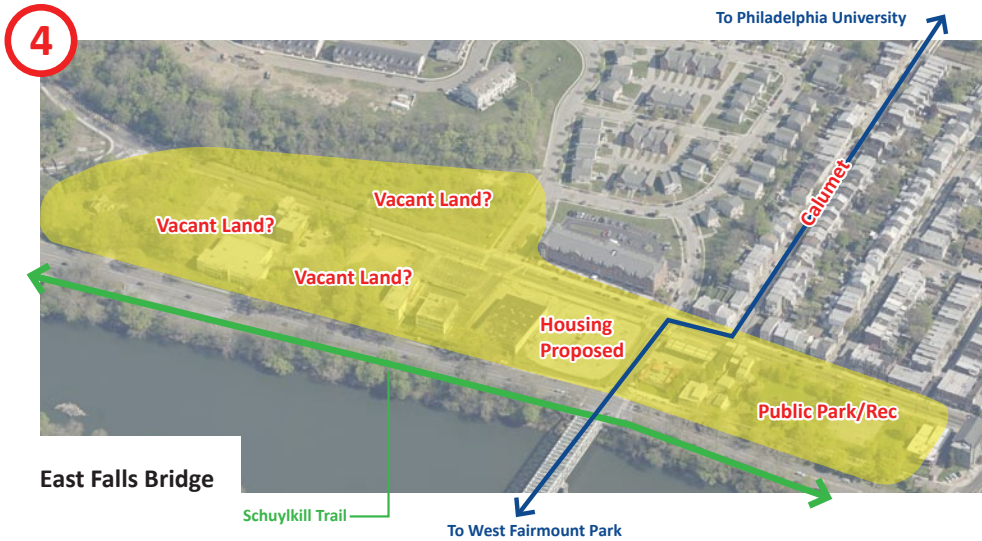 4
To Philadelphia University
Calumet
Vacant Land?
Vacant Land?
Vacant Land?
Housing
Proposed
Public Park/Rec
East Falls Bridge
Schuylkill Trail
To West Fairmount Park